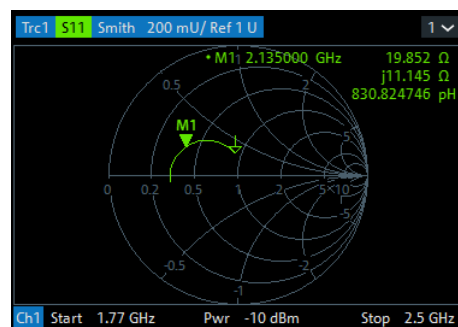 Trc1 S11 Smith 200 mU/ Ref 1 U 1
• M1 2.135000 GHz 19.852 Ω
j11.145 Ω
830.824746 pH
0.5 1 2
M1
5
0 0.2 0.5 1 2 5 10
-5
-0.5 -2
-1
Ch1 Start 1.77 GHz Pwr -10 dBm Stop 2.5 GHz